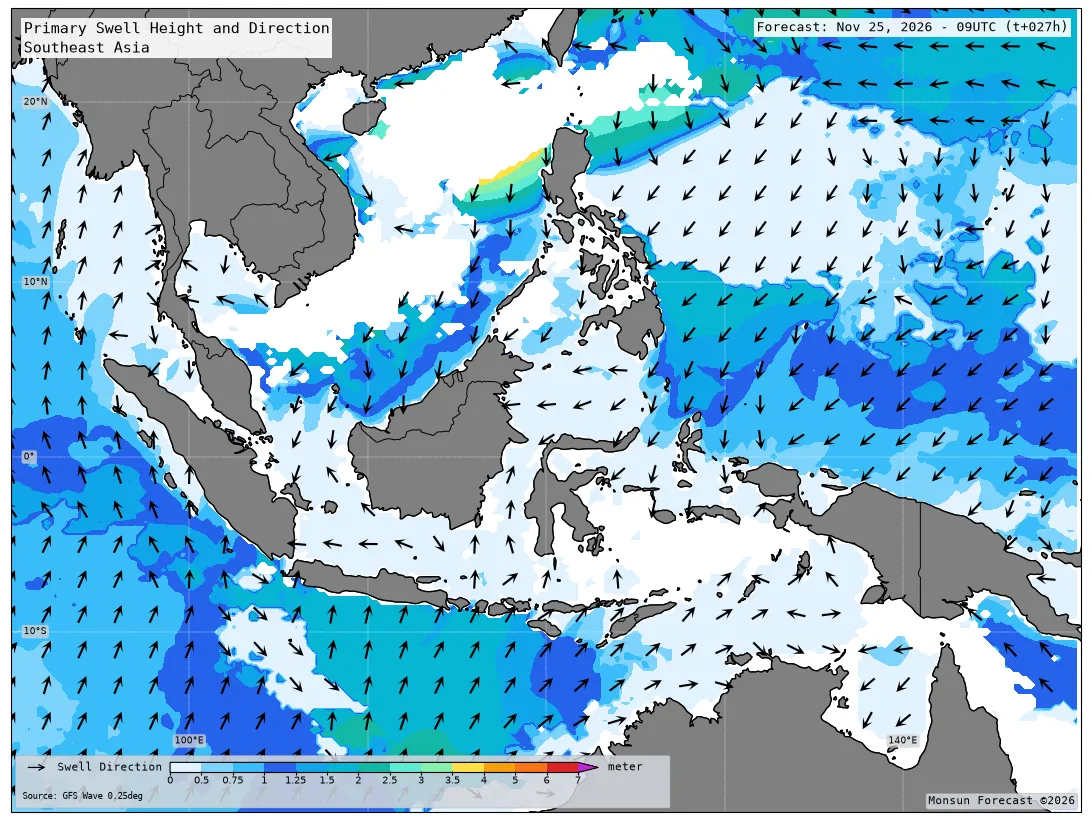 Primary Swell Height and Direction
Southeast Asia
Forecast: Nov 25, 2026 - 09UTC (t+027h)
20°N
10°N
0°
10°S
100°E
140°E
Swell Direction
0 0.5 0.75 1 1.25 1.5 2 2.5 3 3.5 4 5 6 7
meter
Source: GFS Wave 0.25deg
Monsun Forecast ©2026